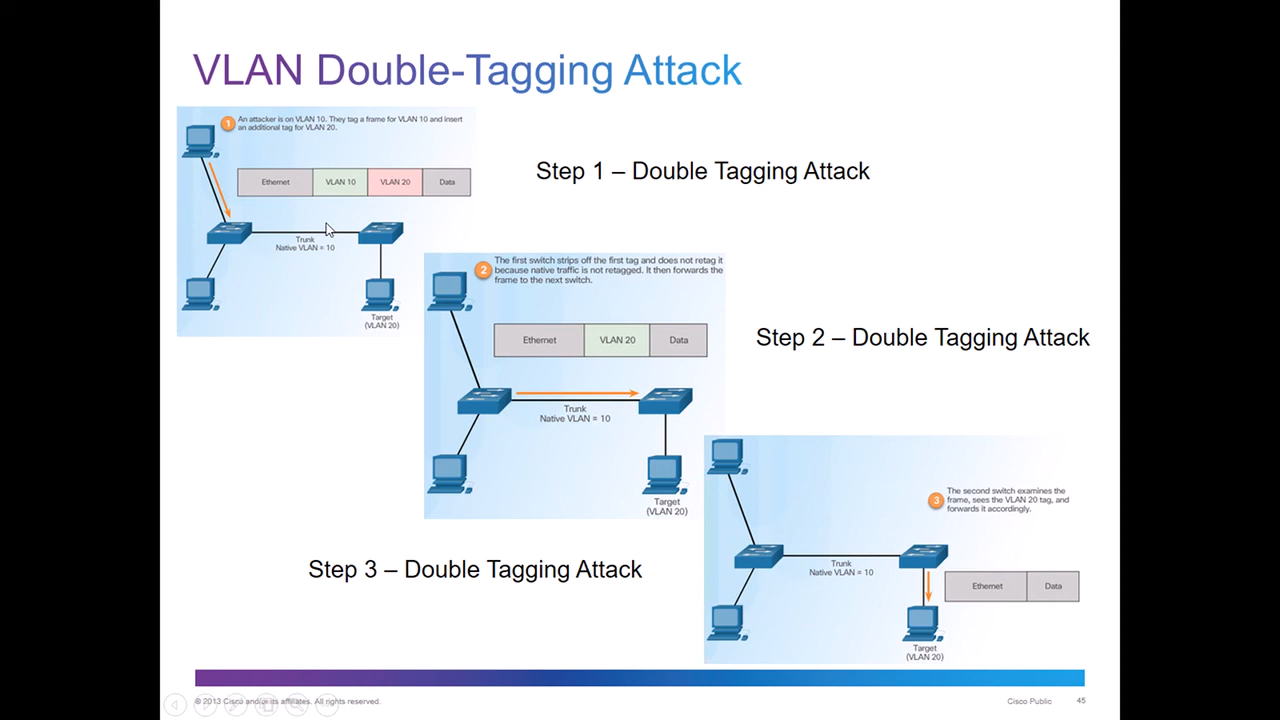 VLAN Double-Tagging Attack
1
An attacker is on VLAN 10. They tag a frame for VLAN 10 and insert
an additional tag for VLAN 20.
Ethernet VLAN 10 VLAN 20 Data
Trunk
Native VLAN = 10
Target
(VLAN 20)
Step 1 – Double Tagging Attack
2
The first switch strips off the first tag and does not retag it
because native traffic is not retagged. It then forwards the
frame to the next switch.
Ethernet VLAN 20 Data
Trunk
Native VLAN = 10
Target
(VLAN 20)
Step 2 – Double Tagging Attack
Step 3 – Double Tagging Attack
3
The second switch examines the
frame, sees the VLAN 20 tag, and
forwards it accordingly.
Trunk
Native VLAN = 10
Ethernet Data
Target
(VLAN 20)
© 2013 Cisco and/or its affiliates. All rights reserved.
Cisco Public
45